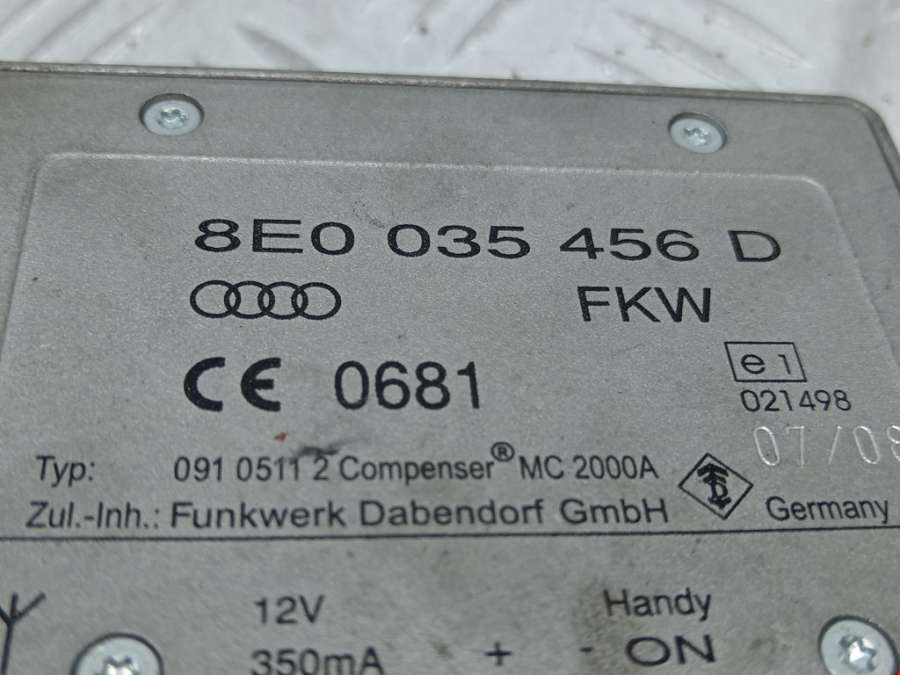 8E0 035 456 D
FKW
CE 0681
e 1
021498
07/08
Typ: 091 0511 2 Compenser® MC 2000A
Zul.-Inh.: Funkwerk Dabendorf GmbH Germany
12V Handy
350mA + - ON